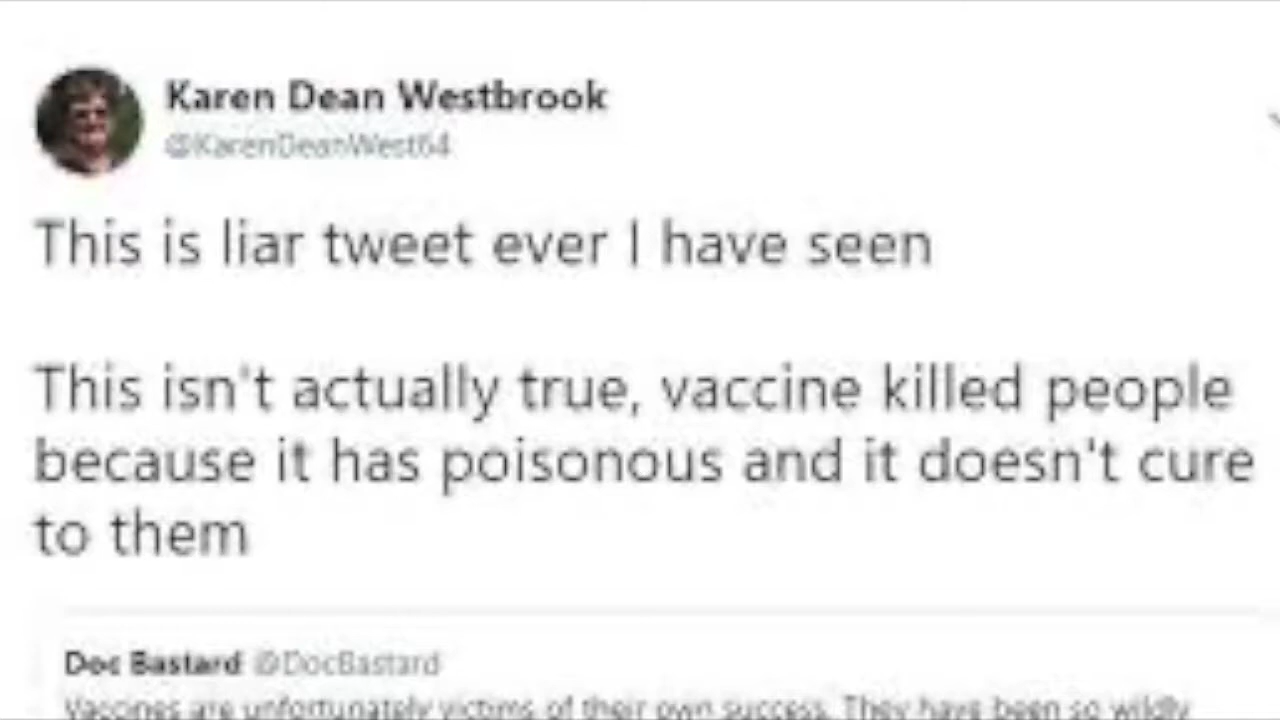 Karen Dean Westbrook
@KarenDeanWest64
This is liar tweet ever I have seen
This isn't actually true, vaccine killed people
because it has poisonous and it doesn't cure
to them
Doc Bastard @DocBastard
Vaccines are unfortunately victims of their own success. They have been so wildly